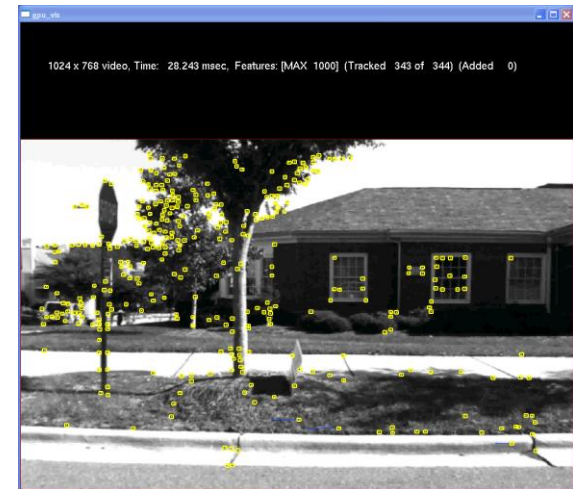 gpu_vis
1024 x 768 video, Time: 28.243 msec, Features: [MAX 1000] (Tracked 343 of 344) (Added 0)